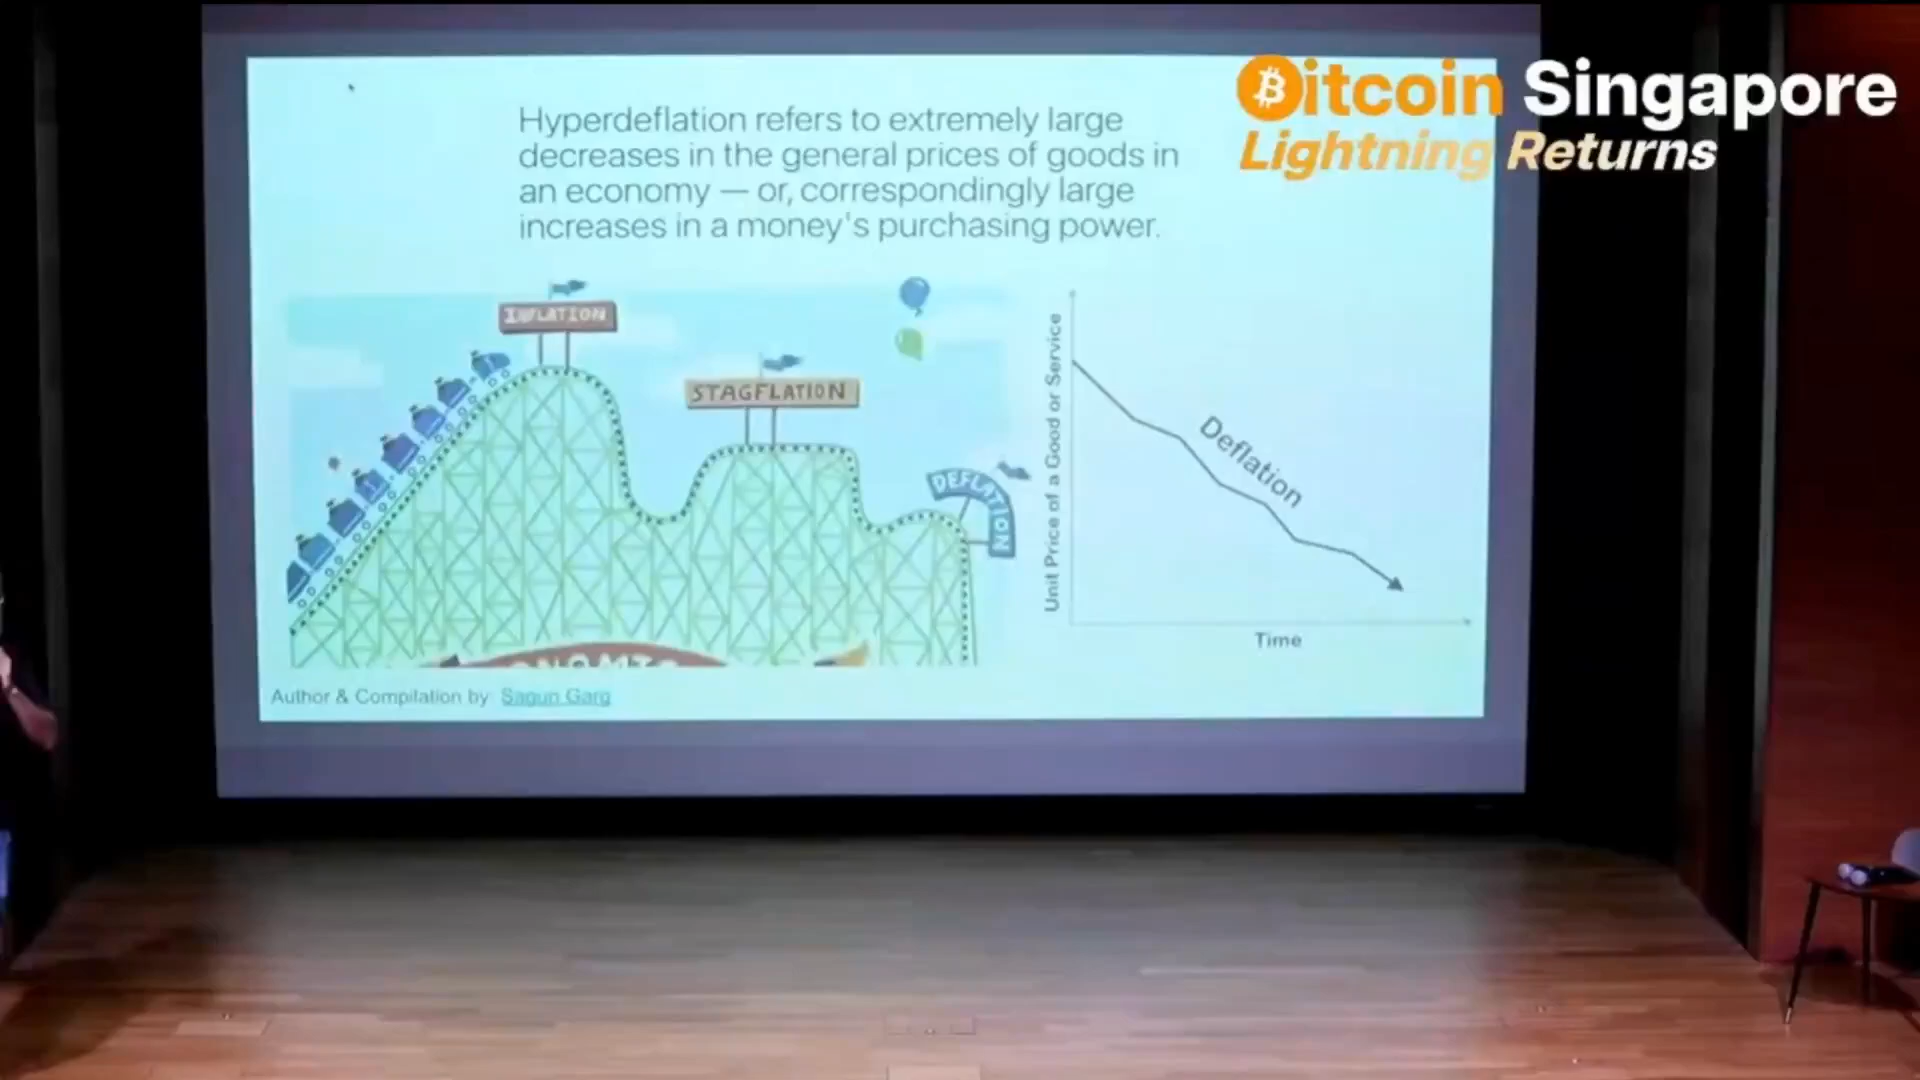 Bitcoin Singapore
Lightning Returns
Hyperdeflation refers to extremely large
decreases in the general prices of goods in
an economy — or, correspondingly large
increases in a money's purchasing power.
INFLATION
STAGFLATION
DEFLATION
Unit Price of a Good or Service
Deflation
Time
Author & Compilation by Sagun Garg